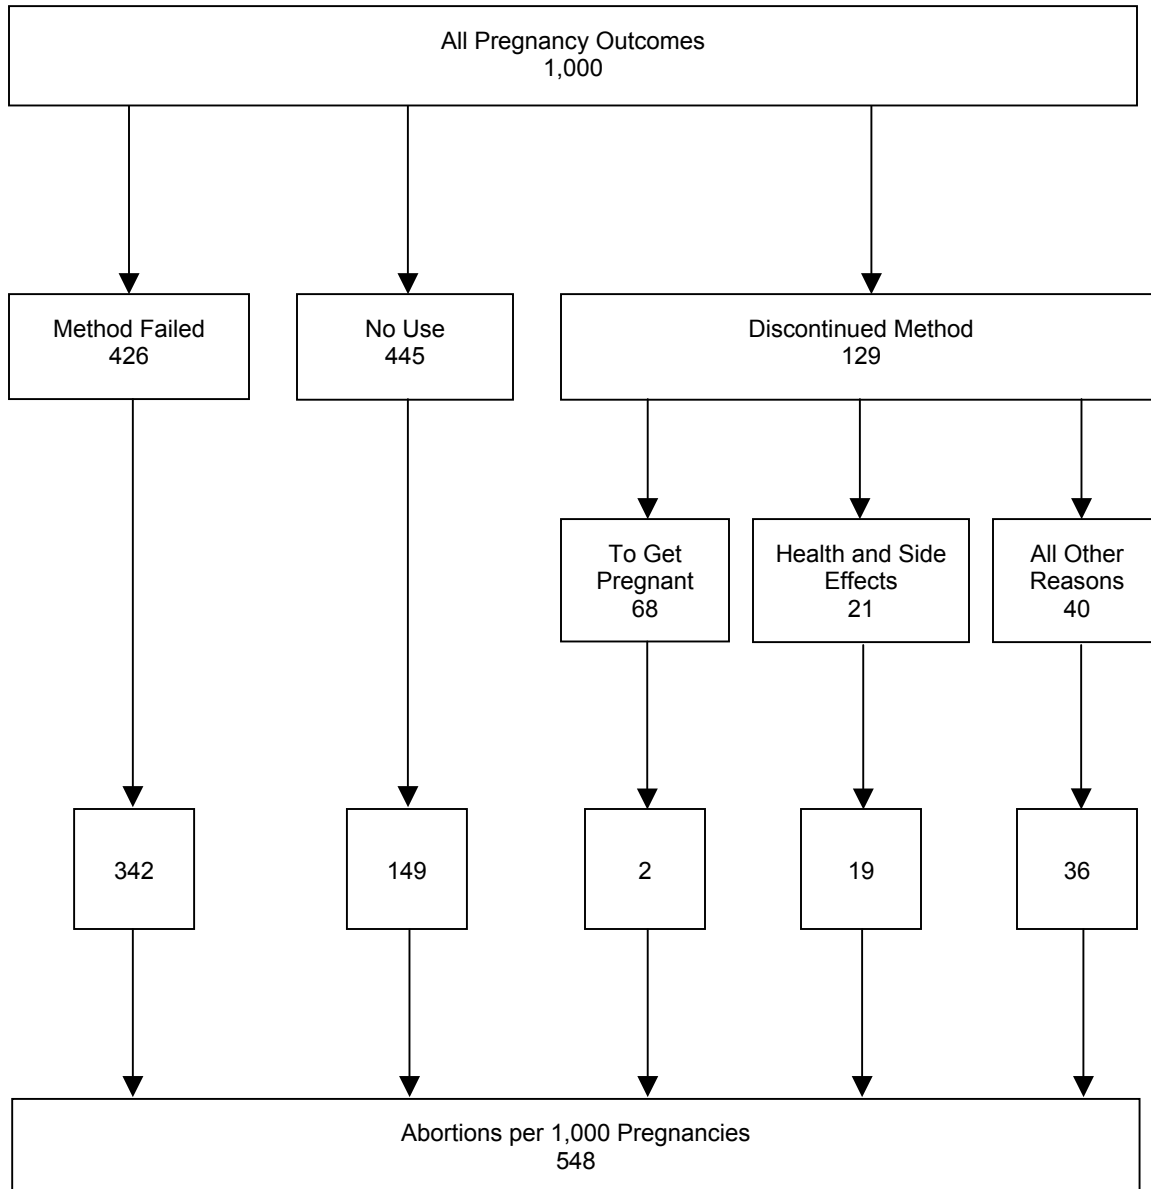 All Pregnancy Outcomes
1,000
Method Failed
426
No Use
445
Discontinued Method
129
To Get
Pregnant
68
Health and Side
Effects
21
All Other
Reasons
40
342
149
2
19
36
Abortions per 1,000 Pregnancies
548